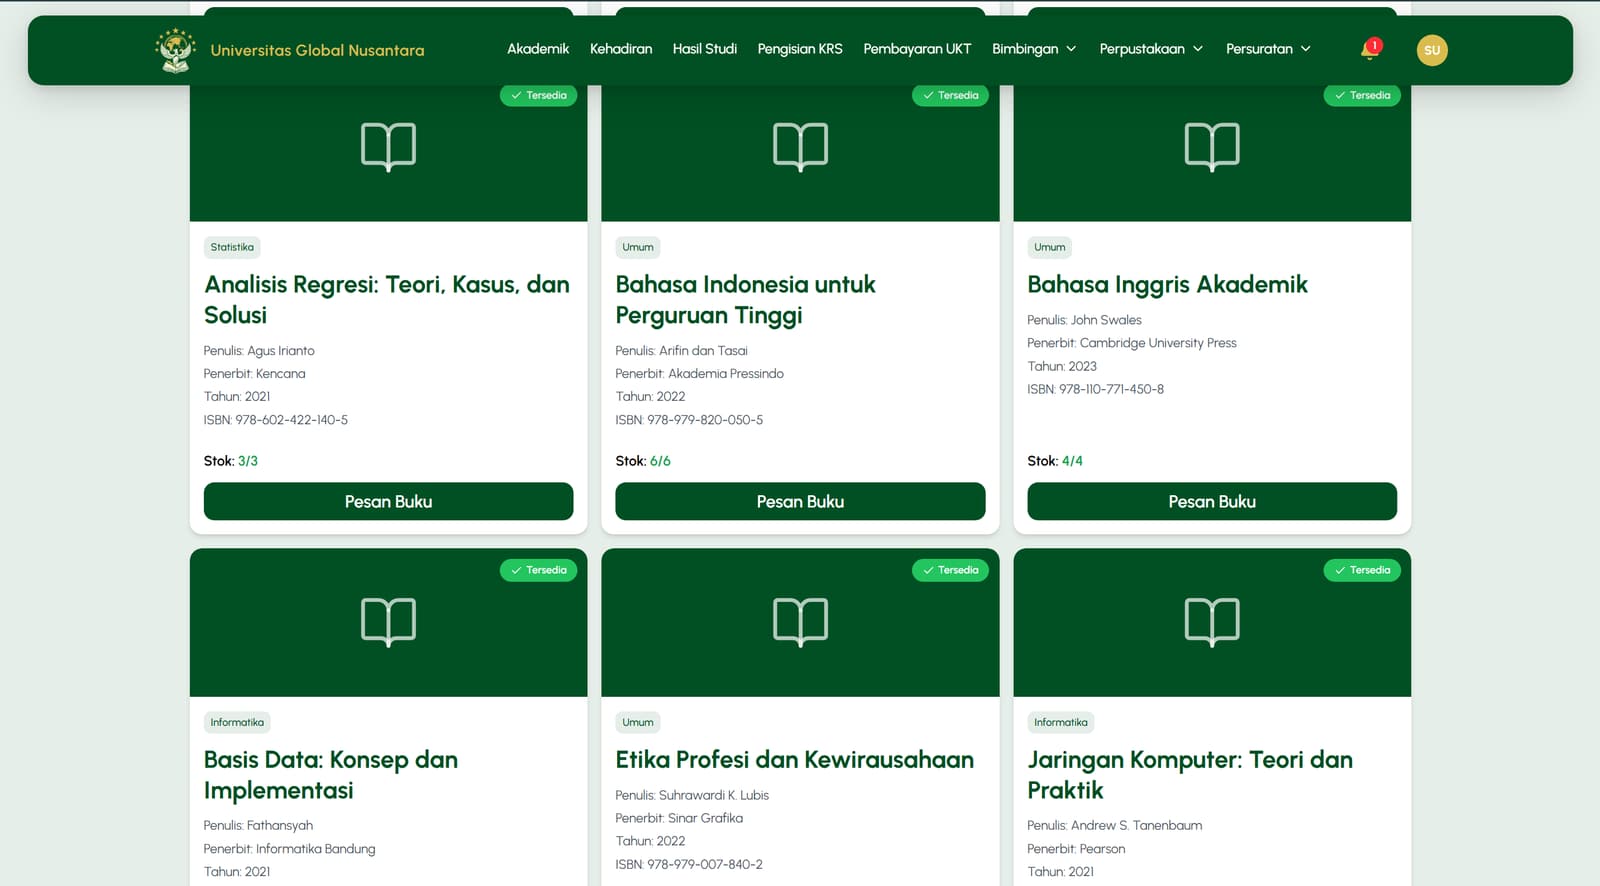 Universitas Global Nusantara
Akademik
Kehadiran
Hasil Studi
Pengisian KRS
Pembayaran UKT
Bimbingan
Perpustakaan
Persuratan
1
SU
Tersedia
Tersedia
Tersedia
Statistika
Analisis Regresi: Teori, Kasus, dan
Solusi
Penulis: Agus Irianto
Penerbit: Kencana
Tahun: 2021
ISBN: 978-602-422-140-5
Stok: 3/3
Pesan Buku
Umum
Bahasa Indonesia untuk
Perguruan Tinggi
Penulis: Arifin dan Tasai
Penerbit: Akademia Pressindo
Tahun: 2022
ISBN: 978-979-820-050-5
Stok: 6/6
Pesan Buku
Umum
Bahasa Inggris Akademik
Penulis: John Swales
Penerbit: Cambridge University Press
Tahun: 2023
ISBN: 978-110-771-450-8
Stok: 4/4
Pesan Buku
Tersedia
Informatika
Basis Data: Konsep dan
Implementasi
Penulis: Fathansyah
Penerbit: Informatika Bandung
Tahun: 2021
Tersedia
Umum
Etika Profesi dan Kewirausahaan
Penulis: Suhrawardi K. Lubis
Penerbit: Sinar Grafika
Tahun: 2022
ISBN: 978-979-007-840-2
Tersedia
Informatika
Jaringan Komputer: Teori dan
Praktik
Penulis: Andrew S. Tanenbaum
Penerbit: Pearson
Tahun: 2021